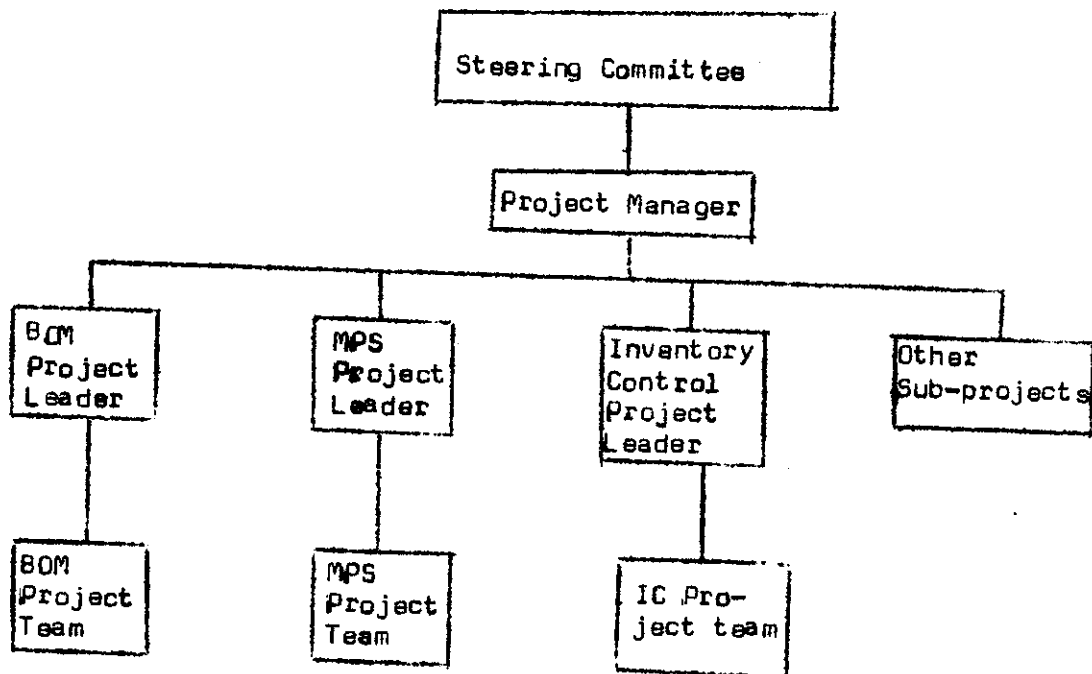 Steering Committee
Project Manager
BOM
Project
Leader
MPS
Project
Leader
Inventory
Control
Project
Leader
Other
Sub-projects
BOM
Project
Team
MPS
Project
Team
IC Pro-
ject team